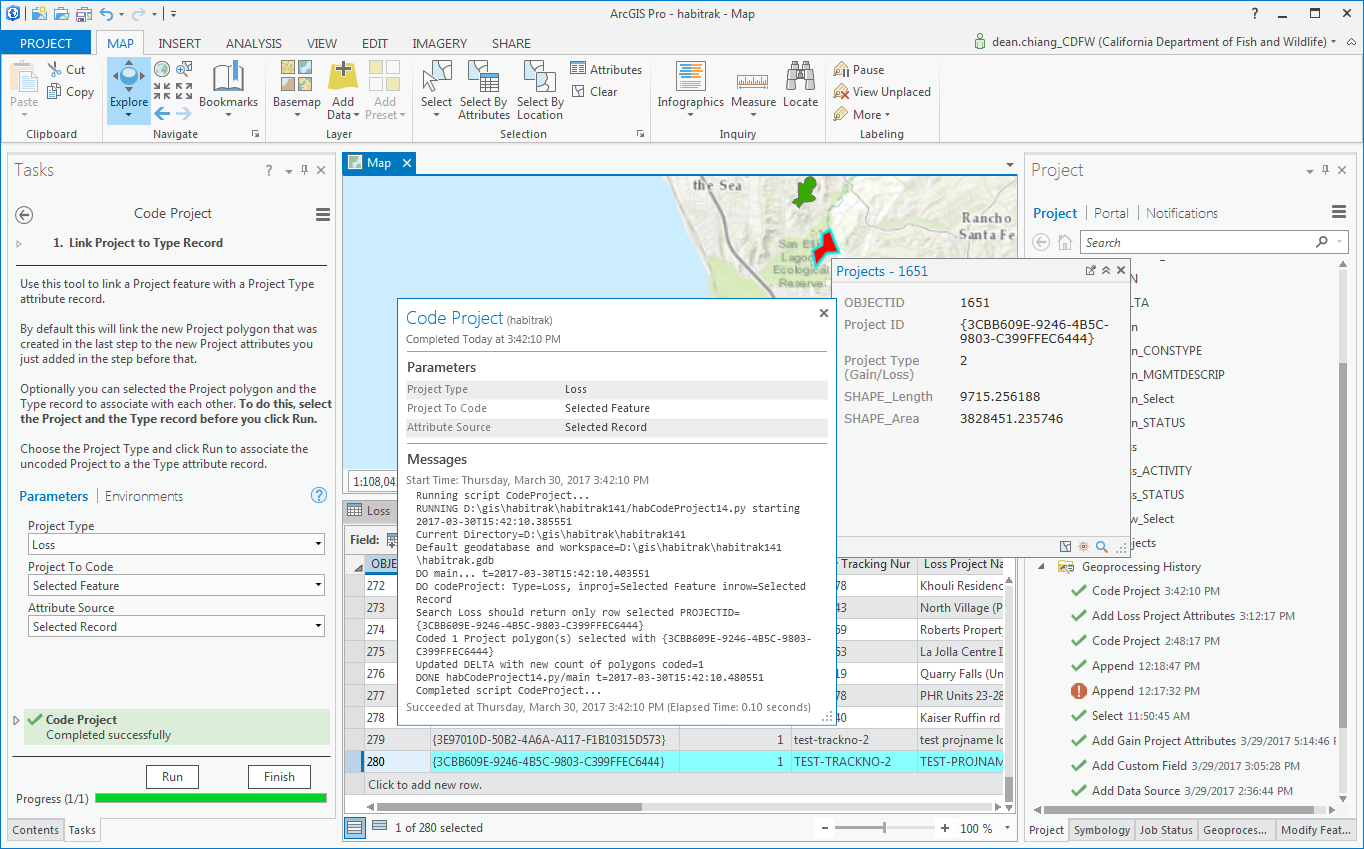 ArcGIS Pro - habitrak - Map
?
PROJECT MAP INSERT ANALYSIS VIEW EDIT IMAGERY SHARE
dean.chiang_CDFW (California Department of Fish and Wildlife)
Paste
Cut
Copy
Clipboard
Explore
Bookmarks
Navigate
Basemap
Add Data
Add Preset
Layer
Select
Select By Attributes
Select By Location
Attributes
Clear
Selection
Infographics
Measure
Locate
Inquiry
Pause
View Unplaced
More
Labeling
Tasks
?
Code Project
1. Link Project to Type Record
Use this tool to link a Project feature with a Project Type
attribute record.
By default this will link the new Project polygon that was
created in the last step to the new Project attributes you
just added in the step before that.
Optionally you can selected the Project polygon and the
Type record to associate with each other. To do this, select
the Project and the Type record before you click Run.
Choose the Project Type and click Run to associate the
uncoded Project to a the Type attribute record.
Parameters Environments
?
Project Type
Loss
Project To Code
Selected Feature
Attribute Source
Selected Record
Code Project
Completed successfully
Run Finish
Progress (1/1)
Contents Tasks
Map
the Sea
Rancho
Santa Fe
San El
Lagoo
Ecological
Reserve
1:108,04
Loss
Field:
OBJE
r Tracking Nur Loss Project Na
272 78 Khouli Residenc
273 43 North Village (P
274 59 Roberts Property
275 53 La Jolla Centre I
276 19 Quarry Falls (Un
277 78 PHR Units 23-28
278 40 Kaiser Ruffin rd
279 {3E97010D-50B2-4A6A-A117-F1B10315D573} 1 test-trackno-2 test projname lo
280 {3CBB609E-9246-4B5C-9803-C399FFEC6444} 1 TEST-TRACKNO-2 TEST-PROJNAM
Click to add new row.
1 of 280 selected
100 %
Code Project (habitrak)
Completed Today at 3:42:10 PM
Parameters
Project Type Loss
Project To Code Selected Feature
Attribute Source Selected Record
Messages
Start Time: Thursday, March 30, 2017 3:42:10 PM
Running script CodeProject...
RUNNING D:\gis\habitrak\habitrak141/habCodeProject14.py starting
2017-03-30T15:42:10.385551
Current Directory=D:\gis\habitrak\habitrak141
Default geodatabase and workspace=D:\gis\habitrak\habitrak141
\habitrak.gdb
DO main... t=2017-03-30T15:42:10.403551
DO codeProject: Type=Loss, inproj=Selected Feature inrow=Selected
Record
Search Loss should return only row selected PROJECTID=
{3CBB609E-9246-4B5C-9803-C399FFEC6444}
Coded 1 Project polygon(s) selected with {3CBB609E-9246-4B5C-9803-
C399FFEC6444}
Updated DELTA with new count of polygons coded=1
DONE habCodeProject14.py/main t=2017-03-30T15:42:10.480551
Completed script CodeProject...
Succeeded at Thursday, March 30, 2017 3:42:10 PM (Elapsed Time: 0.10 seconds)
Projects - 1651
OBJECTID 1651
Project ID {3CBB609E-9246-4B5C-
9803-C399FFEC6444}
Project Type
(Gain/Loss) 2
SHAPE_Length 9715.256188
SHAPE_Area 3828451.235746
Project
Project Portal Notifications
Search
N
LTA
n
n_CONSTYPE
n_MGMTDESCRIP
n_Select
n_STATUS
ss
ss_ACTIVITY
ss_STATUS
w_Select
jects
Geoprocessing History
Code Project 3:42:10 PM
Add Loss Project Attributes 3:12:17 PM
Code Project 2:48:17 PM
Append 12:18:47 PM
Append 12:17:32 PM
Select 11:50:45 AM
Add Gain Project Attributes 3/29/2017 5:14:46 P
Add Custom Field 3/29/2017 3:05:28 PM
Add Data Source 3/29/2017 2:36:44 PM
Project Symbology Job Status Geoproces... Modify Feat...